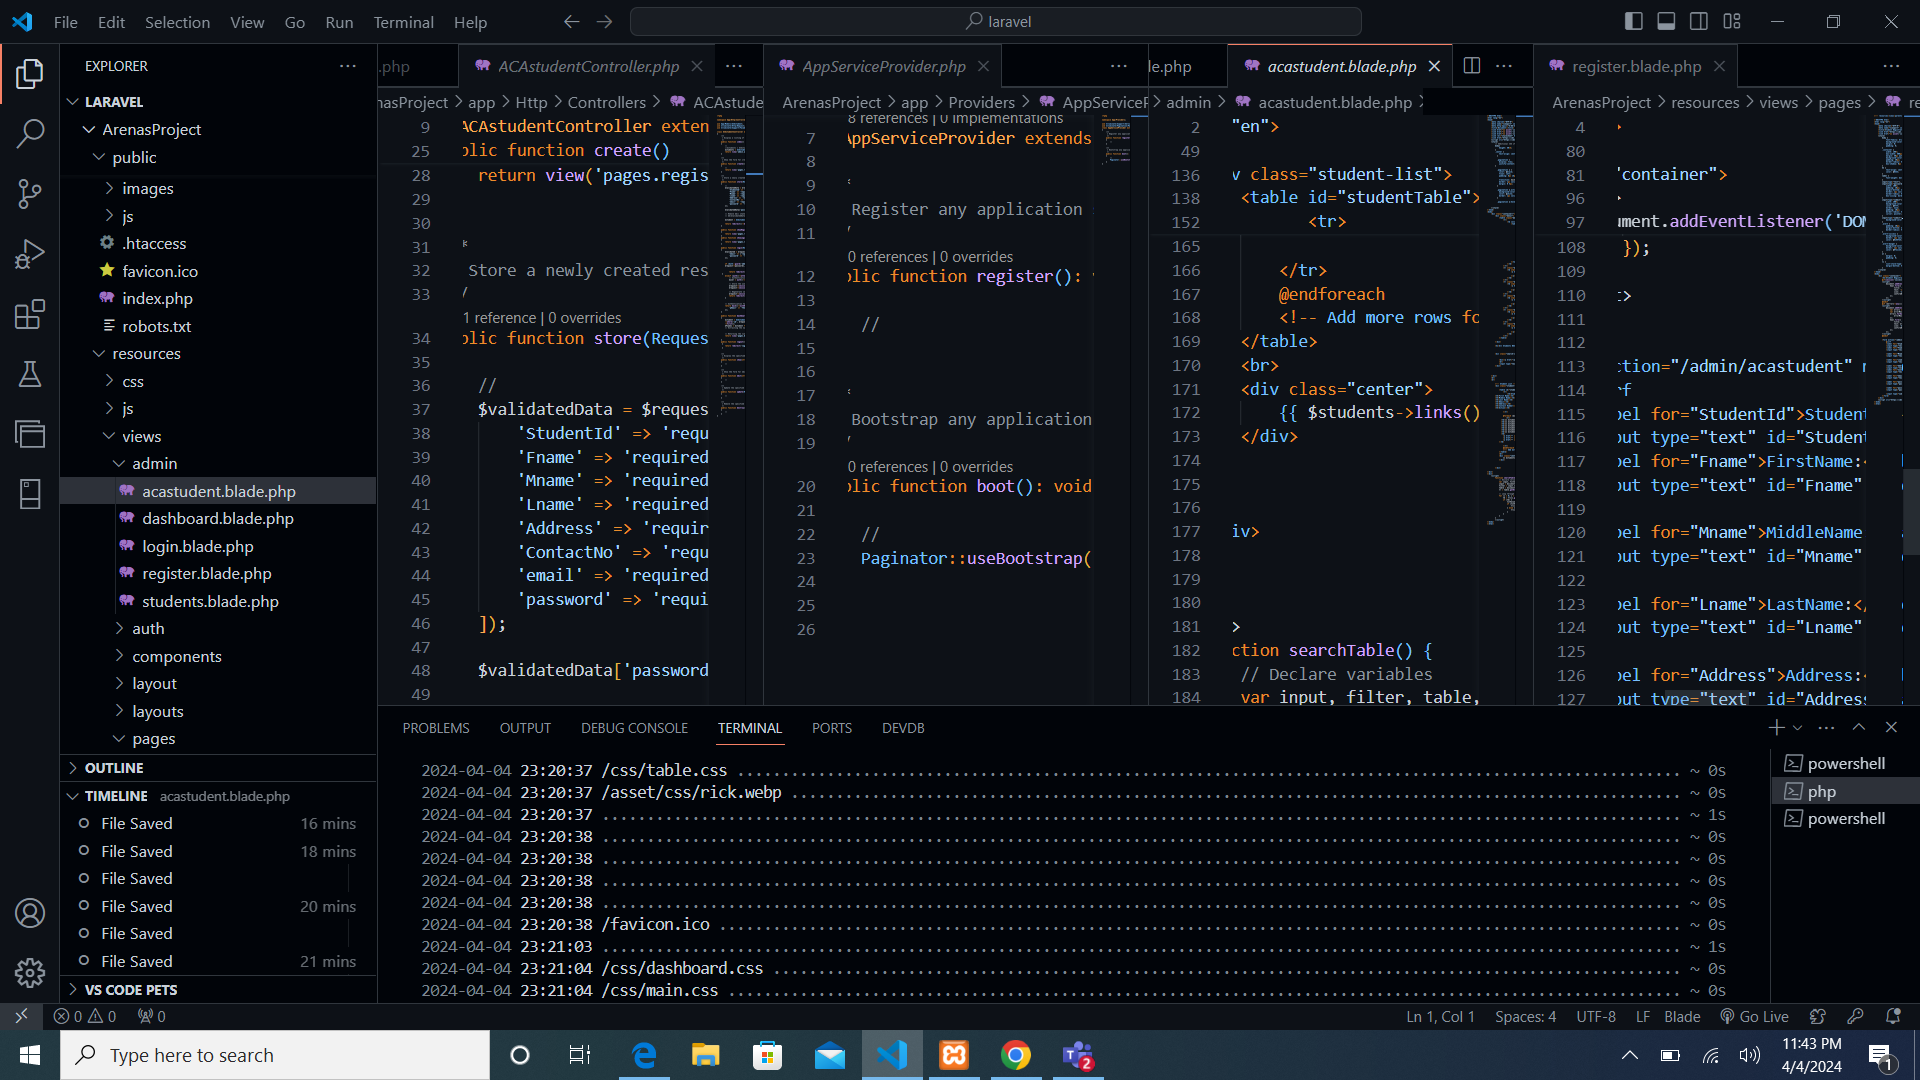 File Edit Selection View Go Run Terminal Help
laravel
EXPLORER
LARAVEL
ArenasProject
public
images
js
.htaccess
favicon.ico
index.php
robots.txt
resources
css
js
views
admin
acastudent.blade.php
dashboard.blade.php
login.blade.php
register.blade.php
students.blade.php
auth
components
layout
layouts
pages
OUTLINE
TIMELINE acastudent.blade.php
File Saved 16 mins
File Saved 18 mins
File Saved
File Saved 20 mins
File Saved
File Saved 21 mins
VS CODE PETS
.php ACAstudentController.php
nasProject > app > Http > Controllers > ACAstude
9 ACAstudentController exten
25 blic function create()
28 return view('pages.regis
29
30
31 *
32 Store a newly created res
33 /
1 reference | 0 overrides
34 blic function store(Reques
35
36 //
37 $validatedData = $reques
38 'StudentId' => 'requ
39 'Fname' => 'required
40 'Mname' => 'required
41 'Lname' => 'required
42 'Address' => 'requir
43 'ContactNo' => 'requ
44 'email' => 'required
45 'password' => 'requi
46 ]);
47
48 $validatedData['password
49
AppServiceProvider.php
ArenasProject > app > Providers > AppServiceP
8 references | 0 implementations
7 AppServiceProvider extends
8
9 *
10 Register any application
11 /
0 references | 0 overrides
12 blic function register():
13
14 //
15
16
17 *
18 Bootstrap any application
19 /
0 references | 0 overrides
20 blic function boot(): void
21
22 //
23 Paginator::useBootstrap(
24
25
26
le.php acastudent.blade.php
> admin > acastudent.blade.php >
2 "en">
49
136 v class="student-list">
138 <table id="studentTable">
152 <tr>
165
166 </tr>
167 @endforeach
168 <!-- Add more rows fo
169 </table>
170 <br>
171 <div class="center">
172 {{ $students->links()
173 </div>
174
175
176
177 iv>
178
179
180
181 >
182 ction searchTable() {
183 // Declare variables
184 var input, filter, table,
register.blade.php
ArenasProject > resources > views > pages > re
4 >
80
81 "container">
96 >
97 ument.addEventListener('DOM
108 });
109
110 t>
111
112
113 ction="/admin/acastudent" m
114 rf
115 bel for="StudentId">Student
116 put type="text" id="Student
117 bel for="Fname">FirstName:<
118 put type="text" id="Fname"
119
120 bel for="Mname">MiddleName
121 put type="text" id="Mname"
122
123 bel for="Lname">LastName:</
124 put type="text" id="Lname"
125
126 bel for="Address">Address:<
127 put type="text" id="Address
PROBLEMS OUTPUT DEBUG CONSOLE TERMINAL PORTS DEVDB
2024-04-04 23:20:37 /css/table.css ~ 0s
2024-04-04 23:20:37 /asset/css/rick.webp ~ 0s
2024-04-04 23:20:37 ~ 1s
2024-04-04 23:20:38 ~ 0s
2024-04-04 23:20:38 ~ 0s
2024-04-04 23:20:38 ~ 0s
2024-04-04 23:20:38 ~ 0s
2024-04-04 23:20:38 /favicon.ico ~ 0s
2024-04-04 23:21:03 ~ 1s
2024-04-04 23:21:04 /css/dashboard.css ~ 0s
2024-04-04 23:21:04 /css/main.css ~ 0s
powershell
php
powershell
0 0 0
Ln 1, Col 1 Spaces: 4 UTF-8 LF Blade Go Live
Type here to search
2
11:43 PM
4/4/2024
1